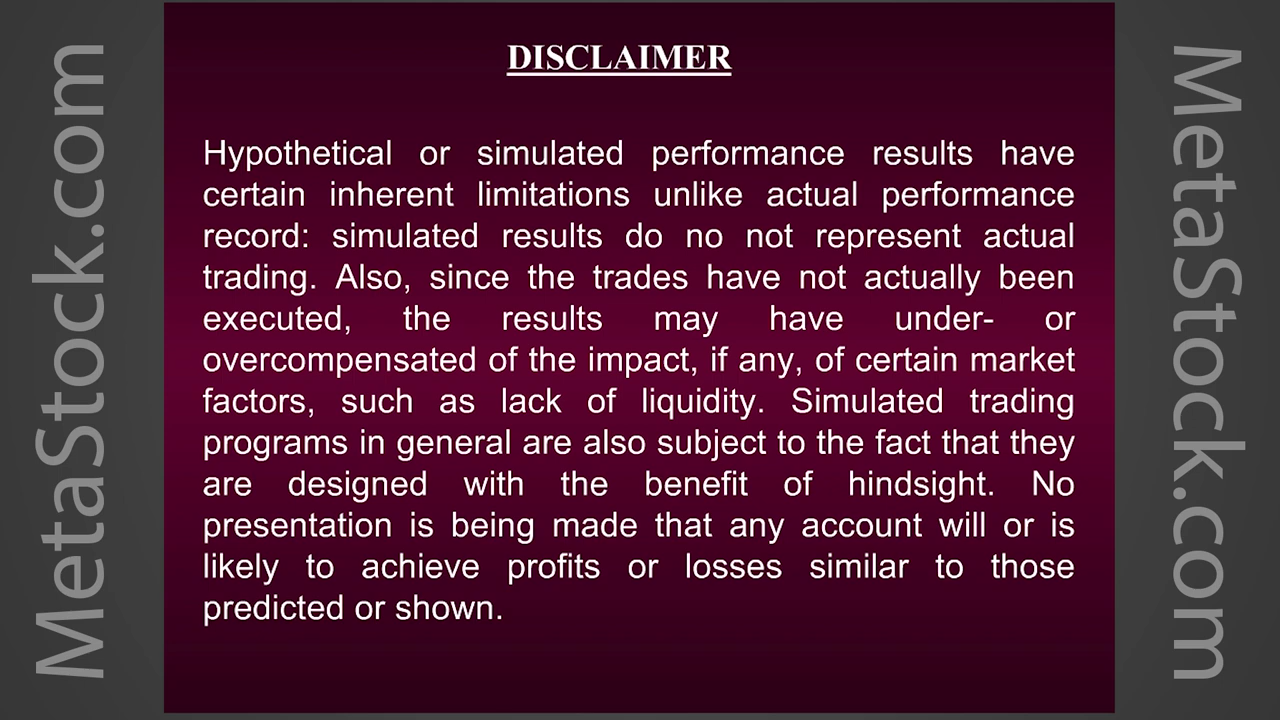 MetaStock.com
DISCLAIMER
Hypothetical or simulated performance results have
certain inherent limitations unlike actual performance
record: simulated results do no not represent actual
trading. Also, since the trades have not actually been
executed, the results may have under- or
overcompensated of the impact, if any, of certain market
factors, such as lack of liquidity. Simulated trading
programs in general are also subject to the fact that they
are designed with the benefit of hindsight. No
presentation is being made that any account will or is
likely to achieve profits or losses similar to those
predicted or shown.
MetaStock.com